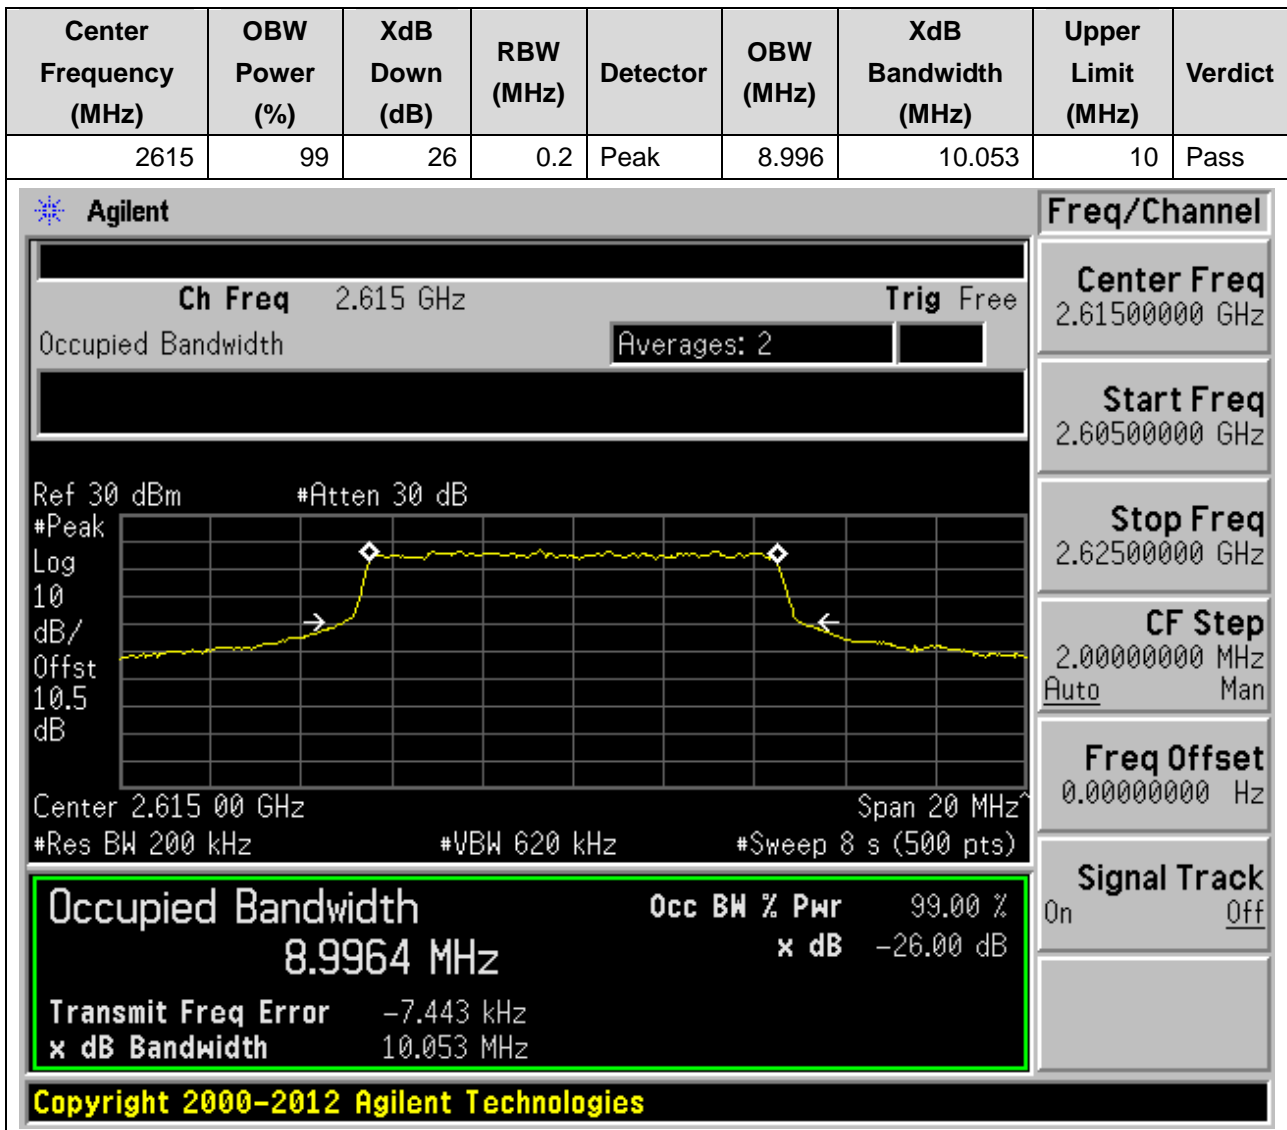 Center Frequency (MHz) OBW Power (%) XdB Down (dB) RBW (MHz) Detector OBW (MHz) XdB Bandwidth (MHz) Upper Limit (MHz) Verdict
2615 99 26 0.2 Peak 8.996 10.053 10 Pass
Agilent
Freq/Channel
Ch Freq 2.615 GHz Trig Free
Occupied Bandwidth Averages: 2
Center Freq
2.61500000 GHz
Start Freq
2.60500000 GHz
Stop Freq
2.62500000 GHz
CF Step
2.00000000 MHz
Auto Man
Freq Offset
0.00000000 Hz
Signal Track
On Off
Ref 30 dBm #Atten 30 dB
#Peak
Log
10
dB/
Offst
10.5
dB
Center 2.615 00 GHz Span 20 MHz^
#Res BW 200 kHz #VBW 620 kHz #Sweep 8 s (500 pts)
Occupied Bandwidth Occ BW % Pwr 99.00 %
8.9964 MHz x dB -26.00 dB
Transmit Freq Error -7.443 kHz
x dB Bandwidth 10.053 MHz
Copyright 2000-2012 Agilent Technologies